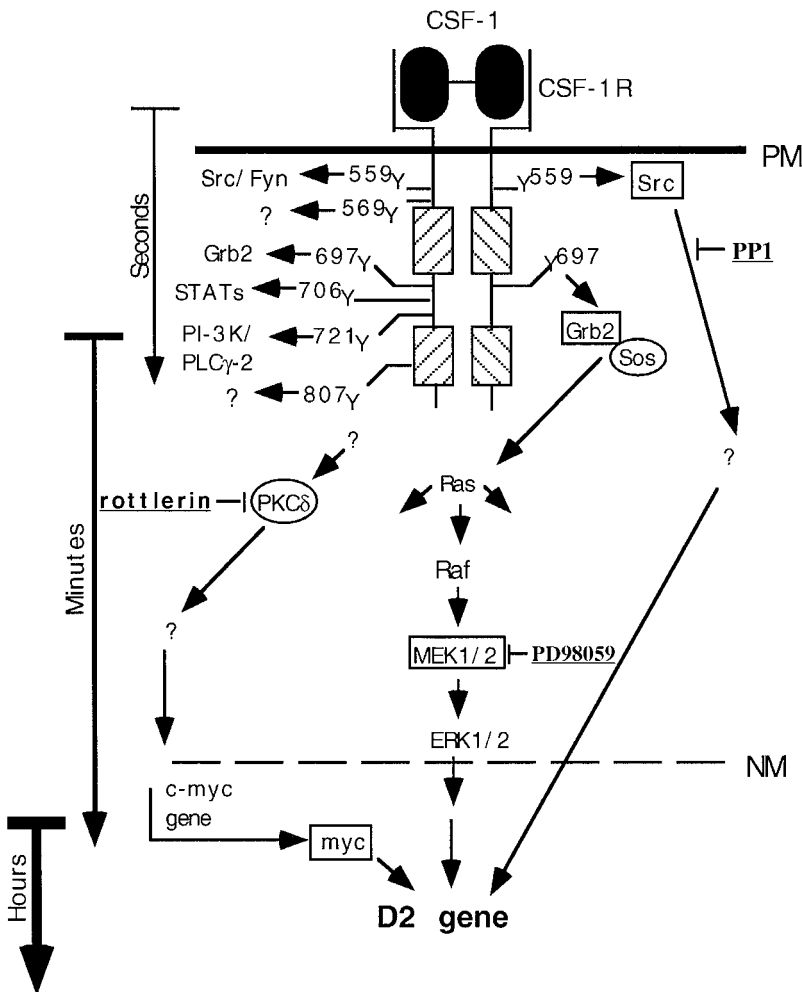 CSF-1
CSF-1R
PM
Src/ Fyn
559Y
Y559
Src
?
569Y
Seconds
PP1
Grb2
697Y
Y697
STATs
706Y
Grb2
Sos
PI-3K/
PLCγ-2
721Y
?
807Y
?
?
rottlerin
PKCδ
Ras
Minutes
Raf
?
MEK1/2
PD98059
ERK1/2
NM
c-myc
gene
myc
Hours
D2 gene